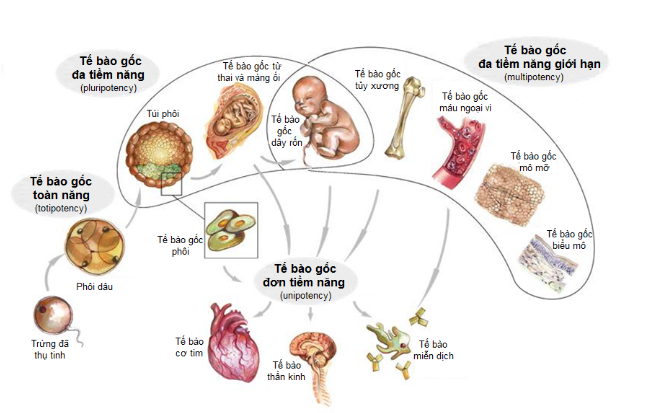 Tế bào gốc
đa tiềm năng
(pluripotency)
Tế bào gốc từ
thai và màng ối
Tế bào gốc
tủy xương
Tế bào gốc
đa tiềm năng giới hạn
(multipotency)
Túi phôi
Tế bào
gốc
dây rốn
Tế bào gốc
máu ngoại vi
Tế bào gốc
mô mỡ
Tế bào gốc
toàn năng
(totipotency)
Tế bào gốc
phôi
Tế bào gốc
biểu mô
Phôi dâu
Tế bào gốc
đơn tiềm năng
(unipotency)
Trứng đã
thụ tinh
Tế bào
cơ tim
Tế bào
thần kinh
Tế bào
miễn dịch